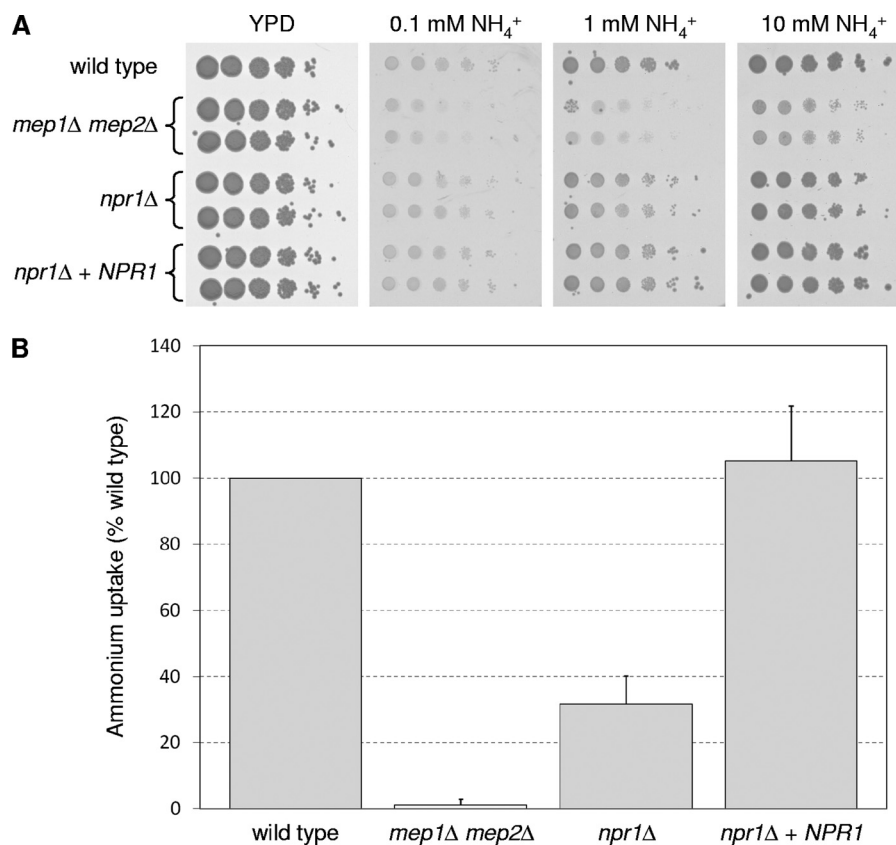 A
YPD
0.1 mM NH₄⁺
1 mM NH₄⁺
10 mM NH₄⁺
wild type
mep1Δ mep2Δ
npr1Δ
npr1Δ + NPR1
B
Ammonium uptake (% wild type)
140
120
100
80
60
40
20
0
wild type
mep1Δ mep2Δ
npr1Δ
npr1Δ + NPR1